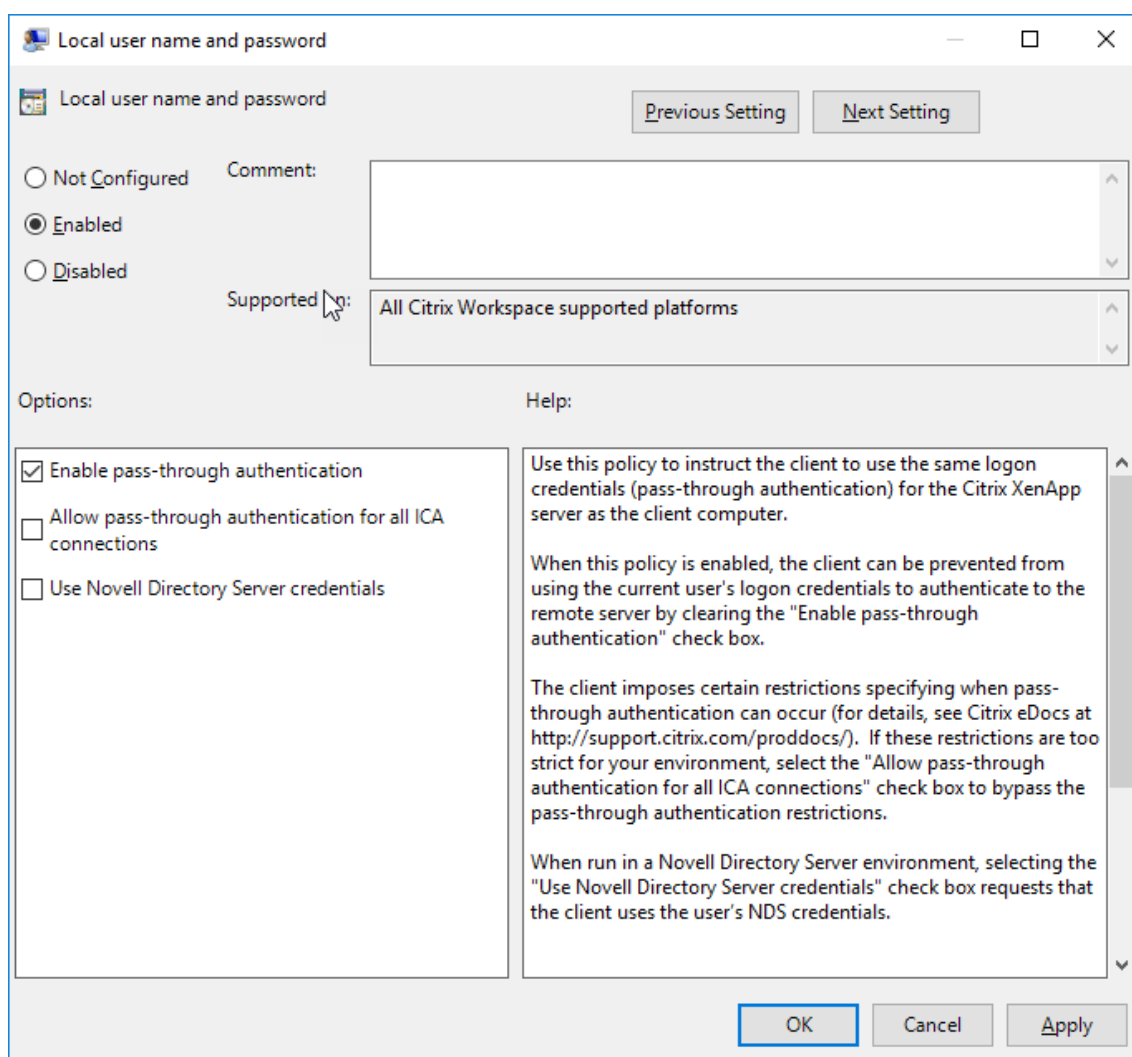 Local user name and password
Local user name and password
Previous Setting
Next Setting
Not Configured
Comment:
Enabled
Disabled
Supported
All Citrix Workspace supported platforms
Options:
Help:
Enable pass-through authentication
Allow pass-through authentication for all ICA
connections
Use Novell Directory Server credentials
Use this policy to instruct the client to use the same logon
credentials (pass-through authentication) for the Citrix XenApp
server as the client computer.
When this policy is enabled, the client can be prevented from
using the current user's logon credentials to authenticate to the
remote server by clearing the "Enable pass-through
authentication" check box.
The client imposes certain restrictions specifying when pass-
through authentication can occur (for details, see Citrix eDocs at
http://support.citrix.com/proddocs/).  If these restrictions are too
strict for your environment, select the "Allow pass-through
authentication for all ICA connections" check box to bypass the
pass-through authentication restrictions.
When run in a Novell Directory Server environment, selecting the
"Use Novell Directory Server credentials" check box requests that
the client uses the user's NDS credentials.
OK
Cancel
Apply